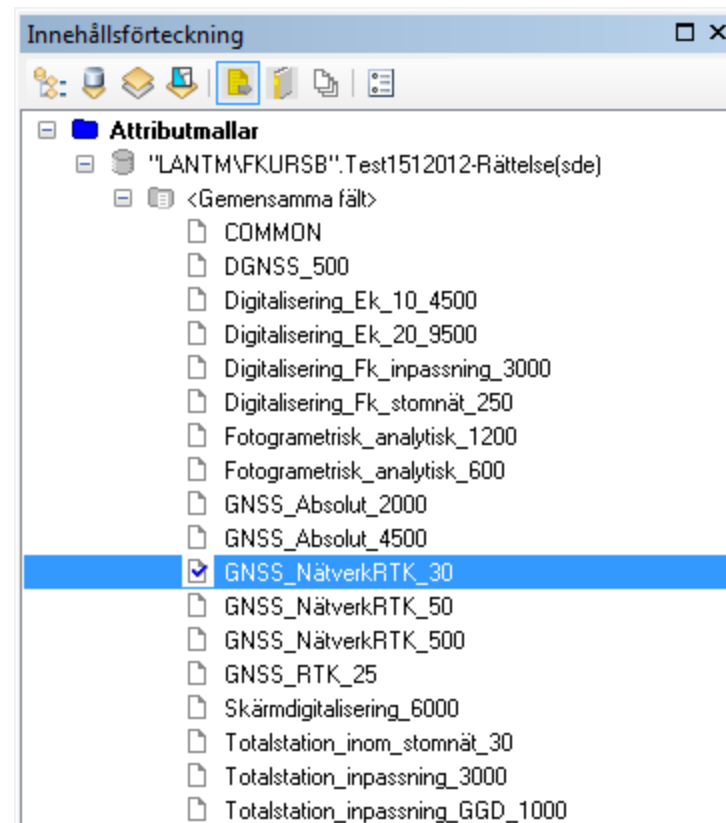 Innehållsförteckning
Attributmallar
"LANTM\FKURSB".Test1512012-Rättelse(sde)
<Gemensamma fält>
COMMON
DGNSS_500
Digitalisering_Ek_10_4500
Digitalisering_Ek_20_9500
Digitalisering_Fk_inpassning_3000
Digitalisering_Fk_stomnät_250
Fotogrametrisk_analytisk_1200
Fotogrametrisk_analytisk_600
GNSS_Absolut_2000
GNSS_Absolut_4500
GNSS_NätverkRTK_30
GNSS_NätverkRTK_50
GNSS_NätverkRTK_500
GNSS_RTK_25
Skärmdigitalisering_6000
Totalstation_inom_stomnät_30
Totalstation_inpassning_3000
Totalstation_inpassning_GGD_1000